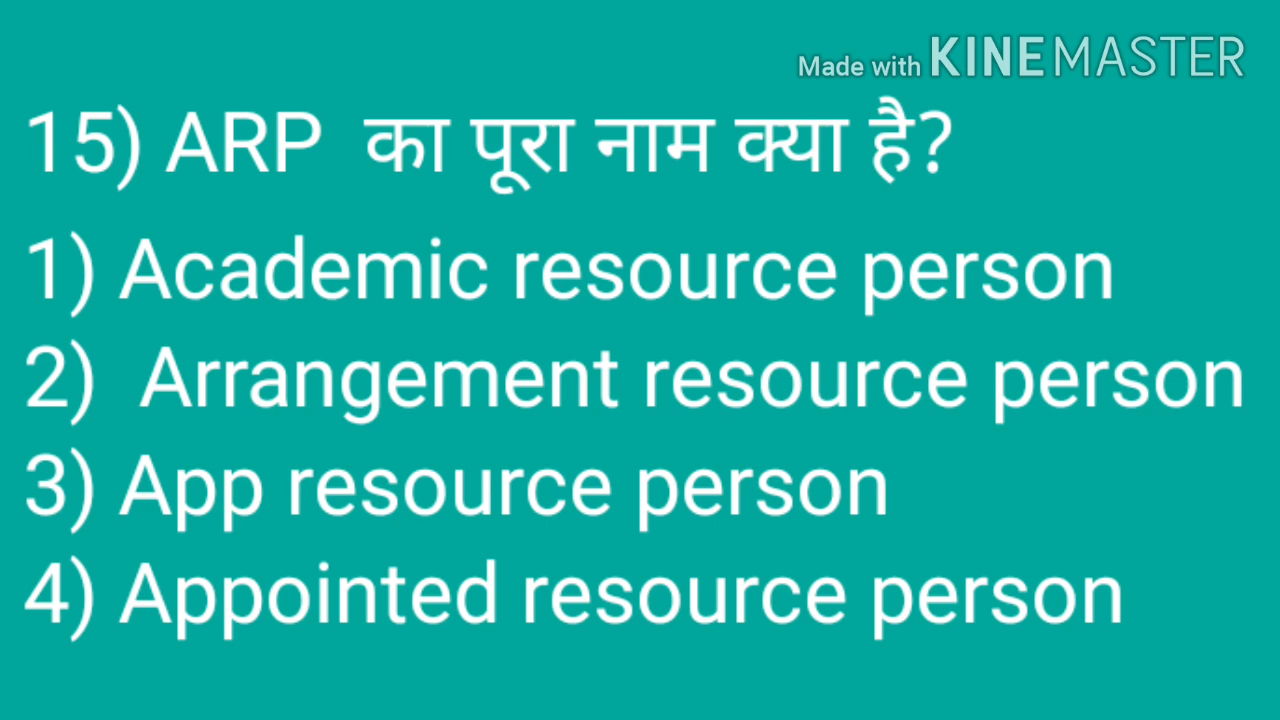 Made with KINEMASTER
15) ARP का पूरा नाम क्या है?
1) Academic resource person
2) Arrangement resource person
3) App resource person
4) Appointed resource person